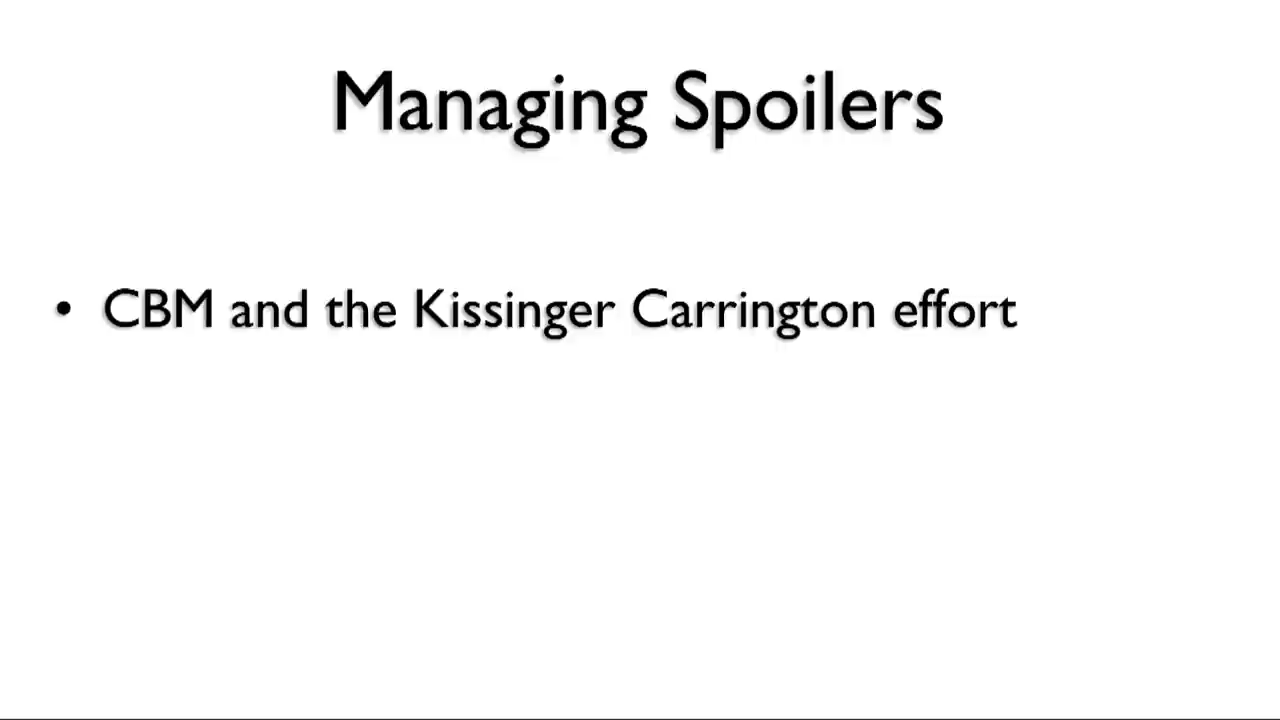 Managing Spoilers
• CBM and the Kissinger Carrington effort